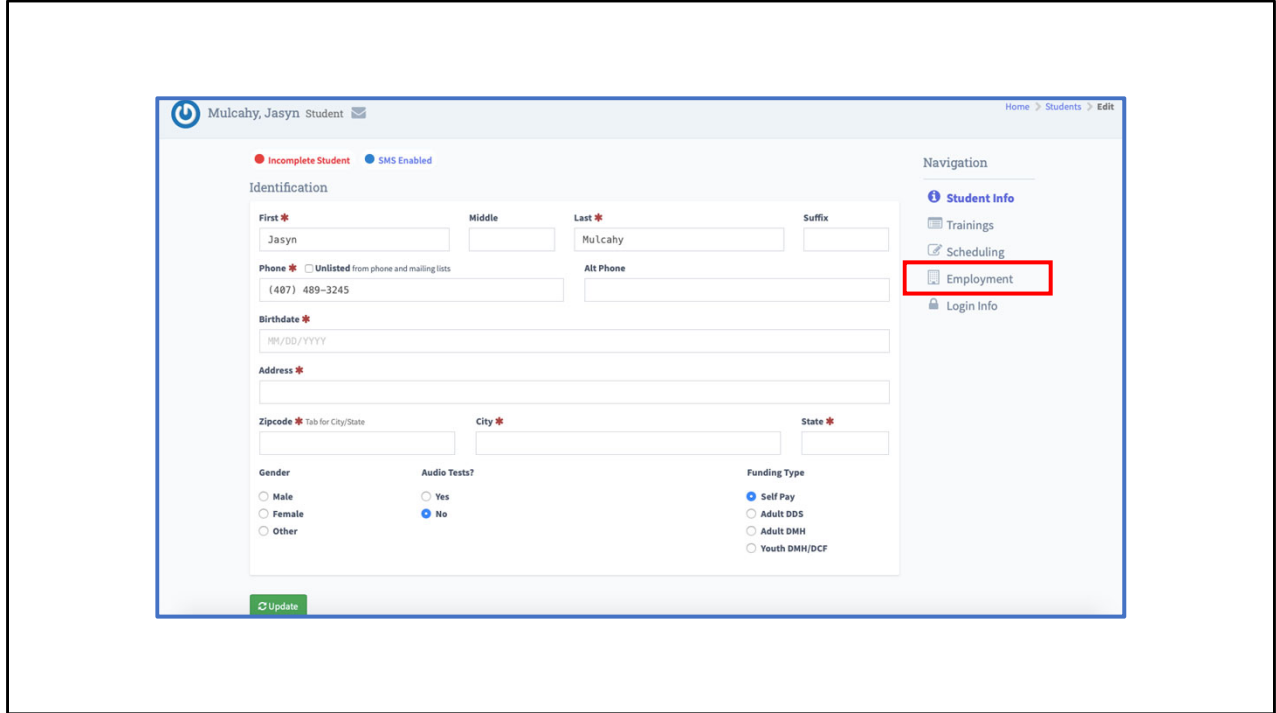 Mulcahy, Jasyn Student
Home > Students > Edit
Incomplete Student SMS Enabled
Identification
First * Middle Last * Suffix
Jasyn Mulcahy
Phone * Unlisted from phone and mailing lists Alt Phone
(407) 489-3245
Birthdate *
MM/DD/YYYY
Address *
Zipcode * Tab for City/State City * State *
Gender Audio Tests? Funding Type
Male Yes Self Pay
Female No Adult DDS
Other Adult DMH
Youth DMH/DCF
Update
Navigation
Student Info
Trainings
Scheduling
Employment
Login Info